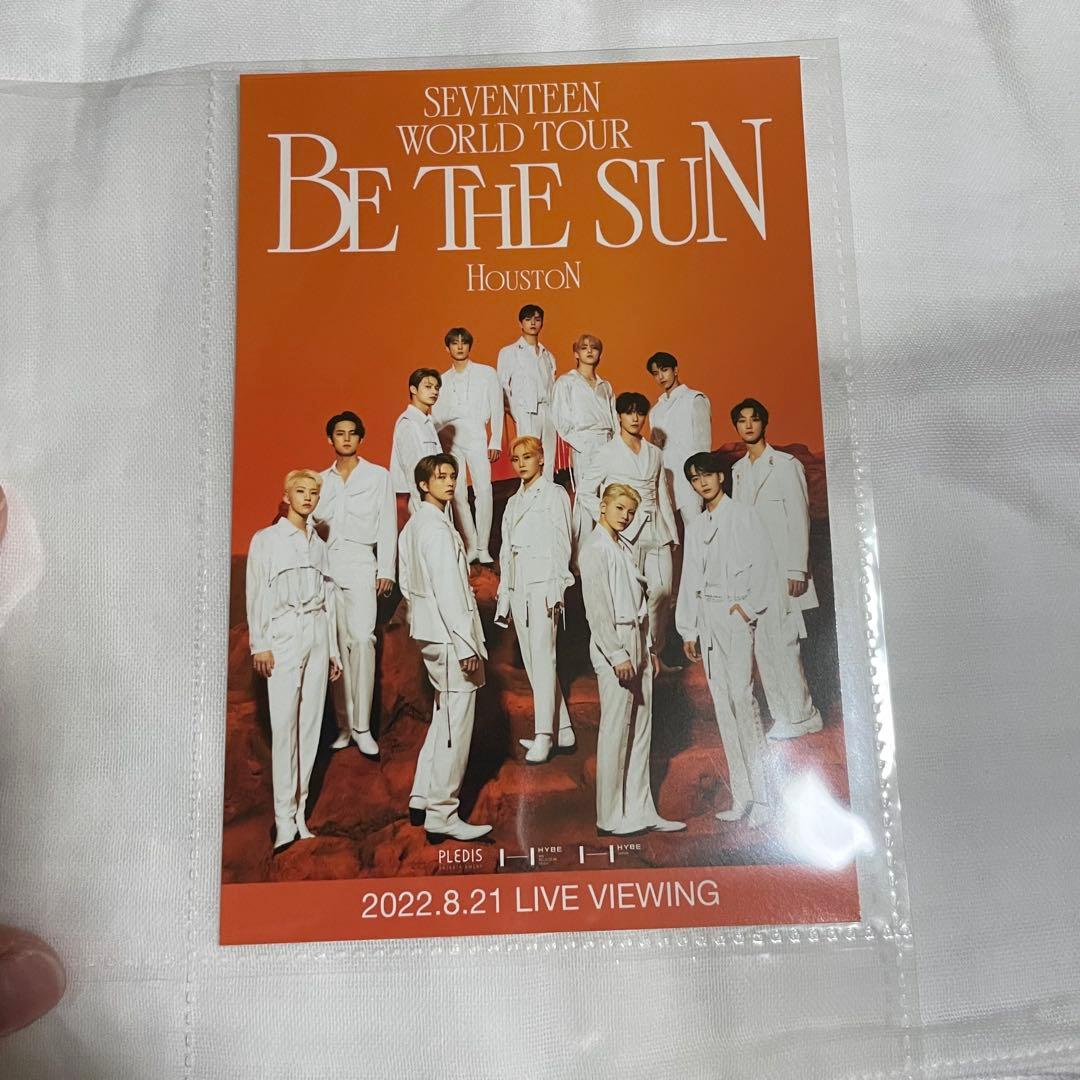 SEVENTEEN
WORLD TOUR
BE THE SUN
HOUSTON
PLEDIS
HYBE
HYBE
2022.8.21 LIVE VIEWING